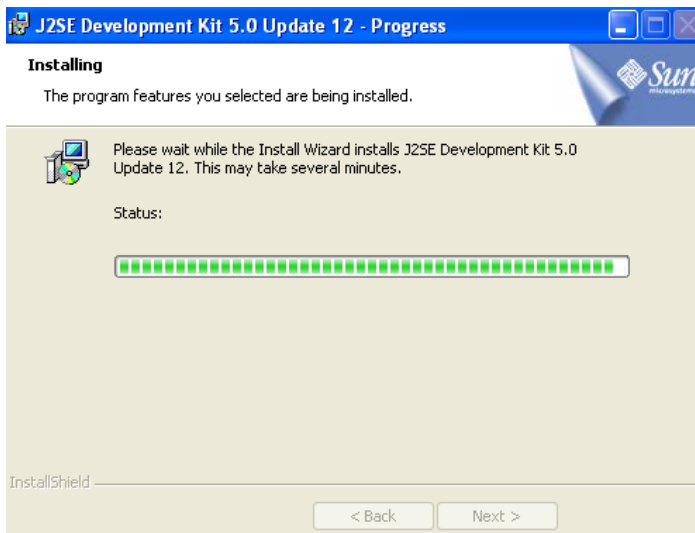 J2SE Development Kit 5.0 Update 12 - Progress
Installing
The program features you selected are being installed.
Sun
microsystems
Please wait while the Install Wizard installs J2SE Development Kit 5.0
Update 12. This may take several minutes.
Status:
InstallShield
< Back
Next >